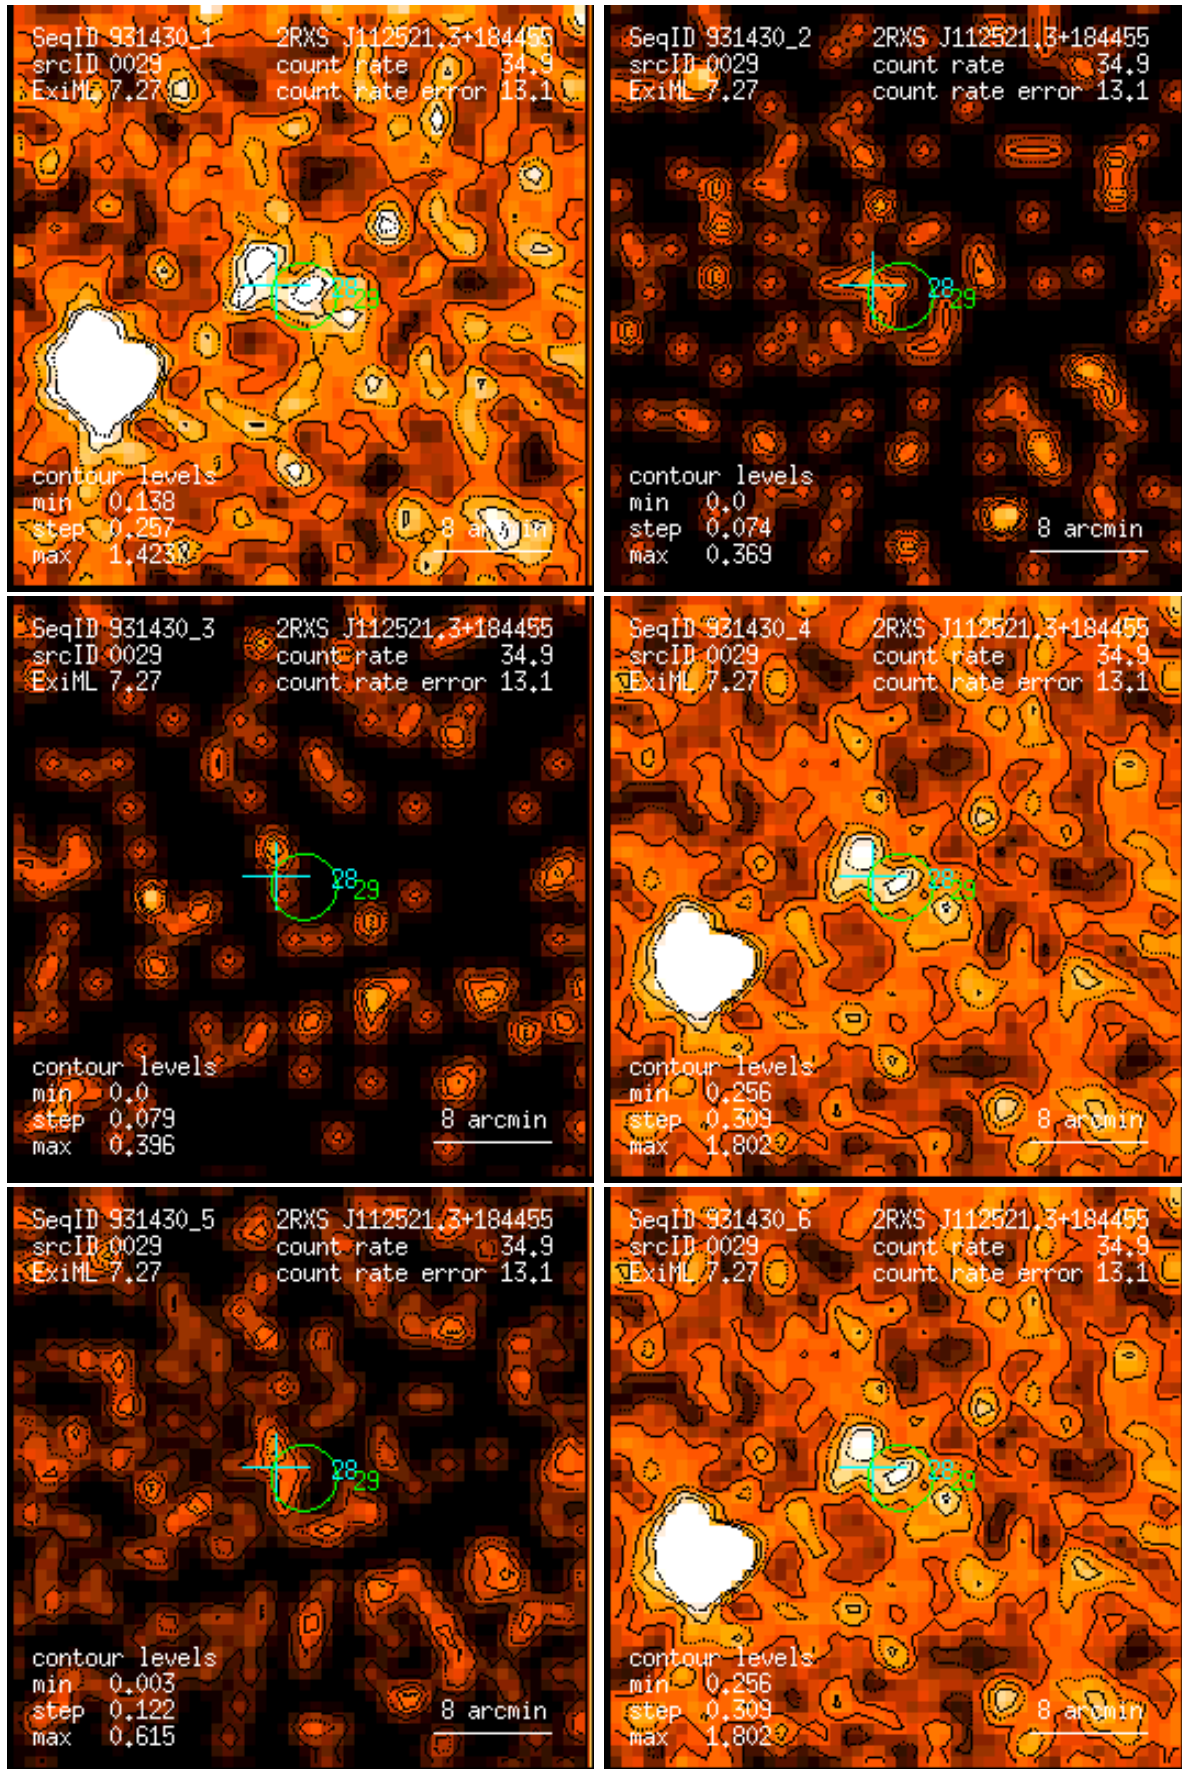 SeqID 931430_1 2RXS J112521.3+184455
srcID 0029 count rate 34.9
ExiML 7.27 count rate error 13.1
28 29
contour levels
min 0.138
step 0.257
max 1.423
8 arcmin
SeqID 931430_2 2RXS J112521.3+184455
srcID 0029 count rate 34.9
ExiML 7.27 count rate error 13.1
28 29
contour levels
min 0.0
step 0.074
max 0.369
8 arcmin
SeqID 931430_3 2RXS J112521.3+184455
srcID 0029 count rate 34.9
ExiML 7.27 count rate error 13.1
28 29
contour levels
min 0.0
step 0.079
max 0.396
8 arcmin
SeqID 931430_4 2RXS J112521.3+184455
srcID 0029 count rate 34.9
ExiML 7.27 count rate error 13.1
28 29
contour levels
min 0.256
step 0.309
max 1.802
8 arcmin
SeqID 931430_5 2RXS J112521.3+184455
srcID 0029 count rate 34.9
ExiML 7.27 count rate error 13.1
28 29
contour levels
min 0.003
step 0.122
max 0.615
8 arcmin
SeqID 931430_6 2RXS J112521.3+184455
srcID 0029 count rate 34.9
ExiML 7.27 count rate error 13.1
28 29
contour levels
min 0.256
step 0.309
max 1.802
8 arcmin